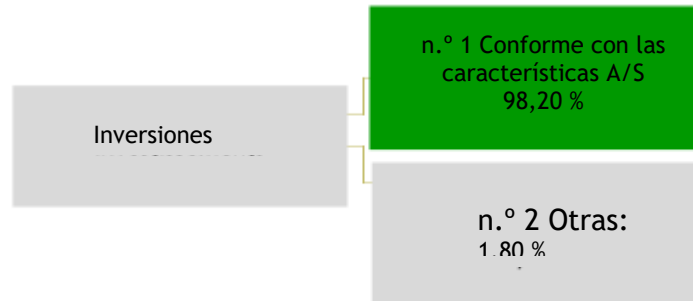 n.º 1 Conforme con las
características A/S
98,20 %
Inversiones
n.º 2 Otras:
1,80 %